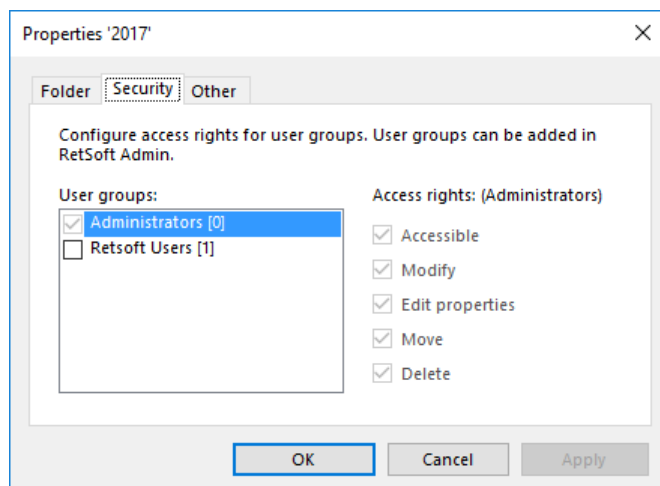 Properties '2017'
Folder
Security
Other
Configure access rights for user groups. User groups can be added in
RetSoft Admin.
User groups:
Administrators [0]
Retsoft Users [1]
Access rights: (Administrators)
Accessible
Modify
Edit properties
Move
Delete
OK
Cancel
Apply